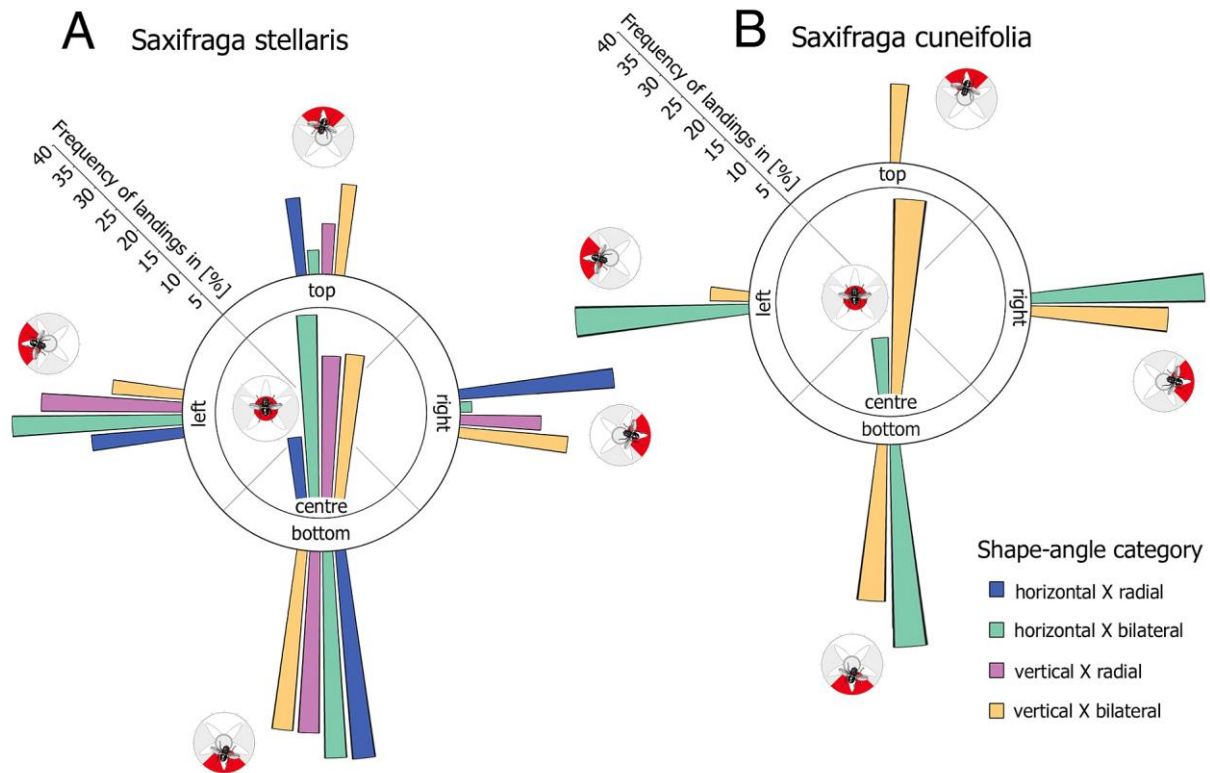 A Saxifraga stellaris
Frequency of landings in [%]
40 35 30 25 20 15 10 5
top
left
right
centre
bottom
B Saxifraga cuneifolia
Frequency of landings in [%]
40 35 30 25 20 15 10 5
top
left
right
centre
bottom
Shape-angle category
horizontal X radial
horizontal X bilateral
vertical X radial
vertical X bilateral